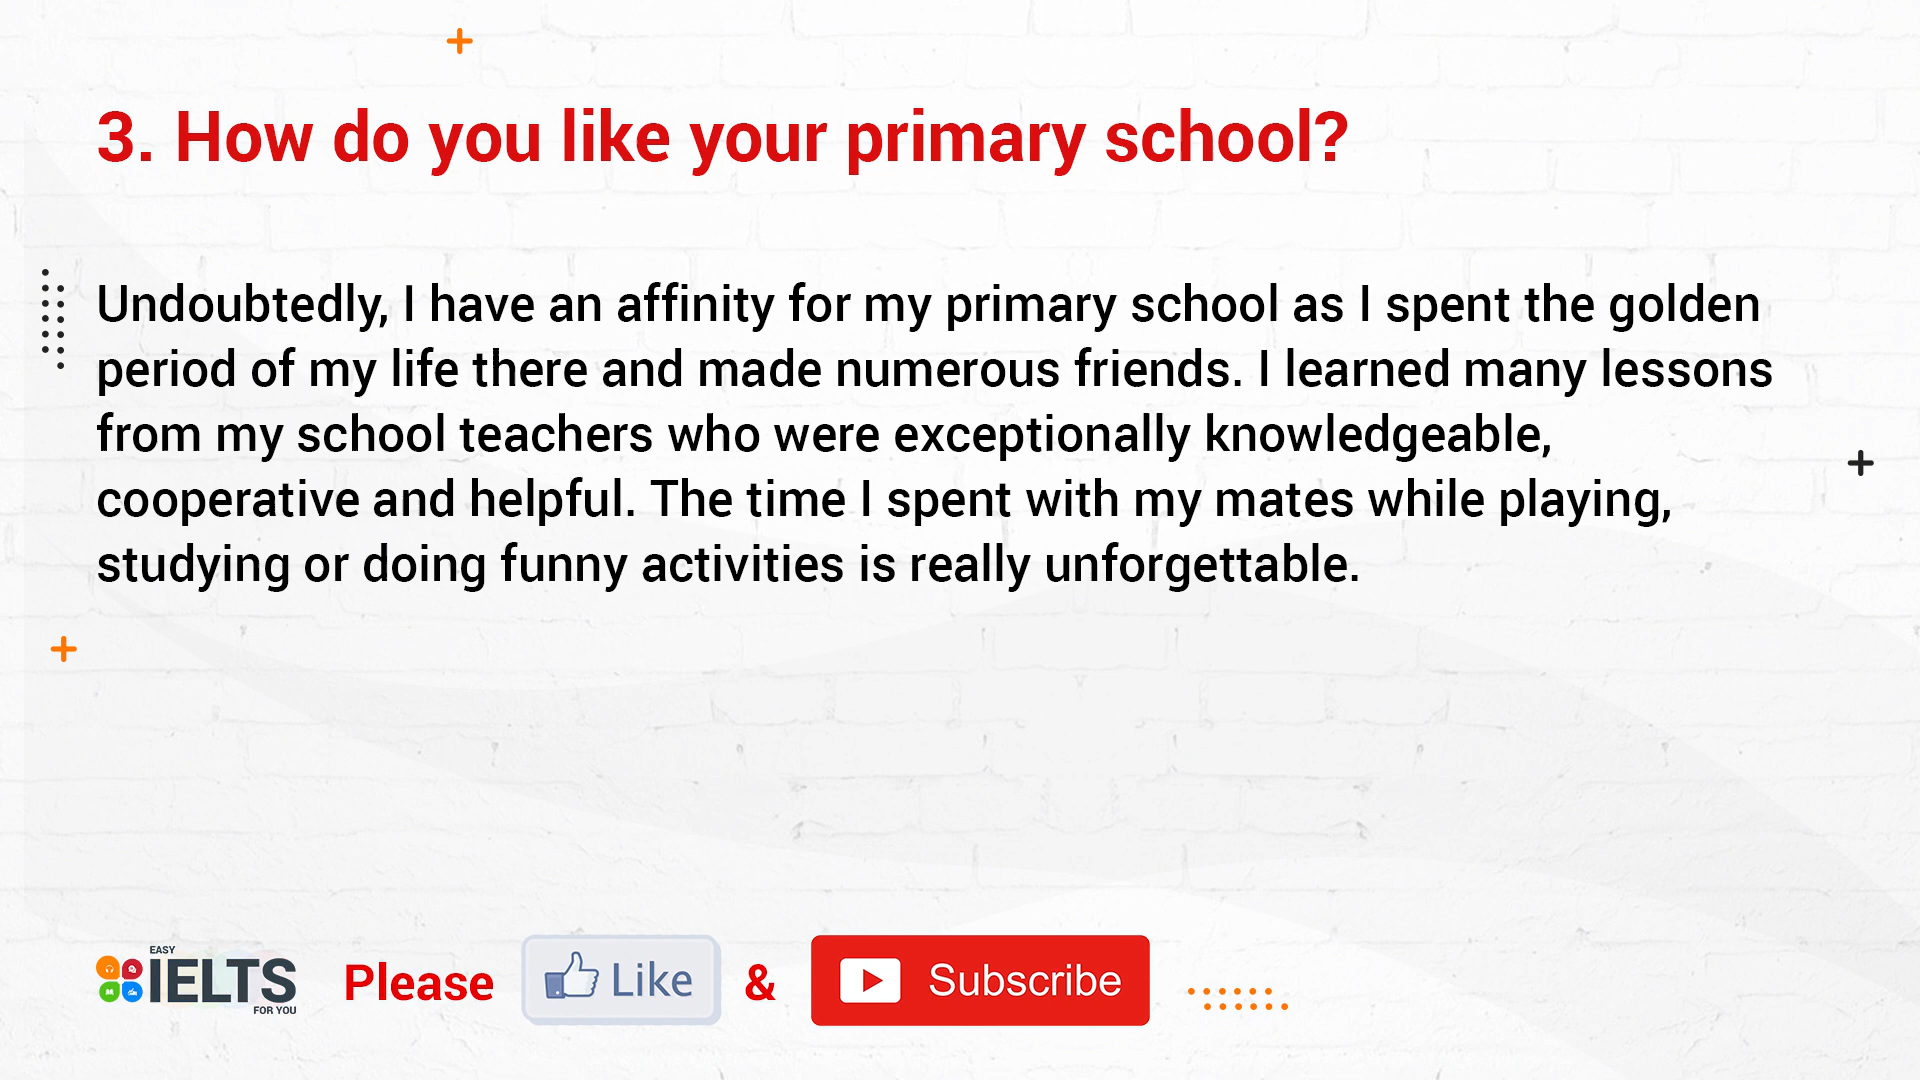 3. How do you like your primary school?
Undoubtedly, I have an affinity for my primary school as I spent the golden
period of my life there and made numerous friends. I learned many lessons
from my school teachers who were exceptionally knowledgeable,
cooperative and helpful. The time I spent with my mates while playing,
studying or doing funny activities is really unforgettable.
EASY
IELTS
FOR YOU
Please Like & Subscribe